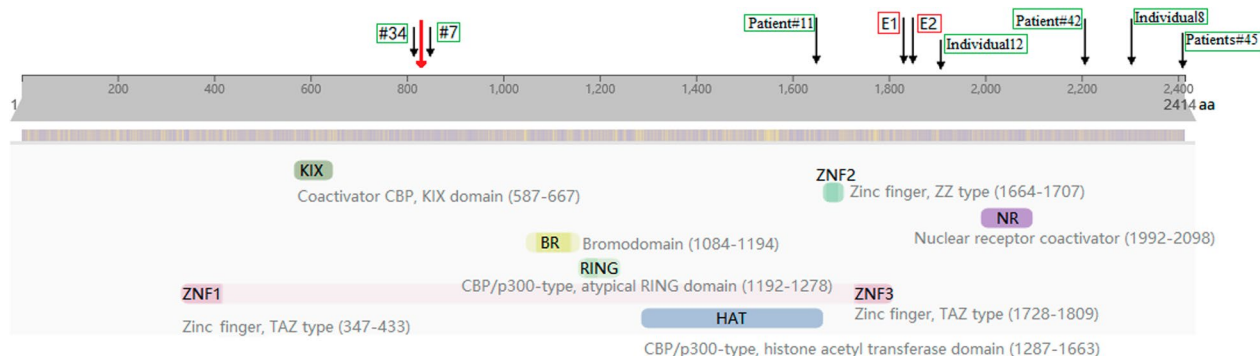 #34
#7
Patient#11
E1
E2
Individual12
Patient#42
Individual8
Patients#45
1
200
400
600
800
1,000
1,200
1,400
1,600
1,800
2,000
2,200
2,400
2414 aa
KIX
Coactivator CBP, KIX domain (587-667)
ZNF2
Zinc finger, ZZ type (1664-1707)
NR
Nuclear receptor coactivator (1992-2098)
BR
Bromodomain (1084-1194)
RING
CBP/p300-type, atypical RING domain (1192-1278)
ZNF1
ZNF3
Zinc finger, TAZ type (347-433)
Zinc finger, TAZ type (1728-1809)
HAT
CBP/p300-type, histone acetyl transferase domain (1287-1663)